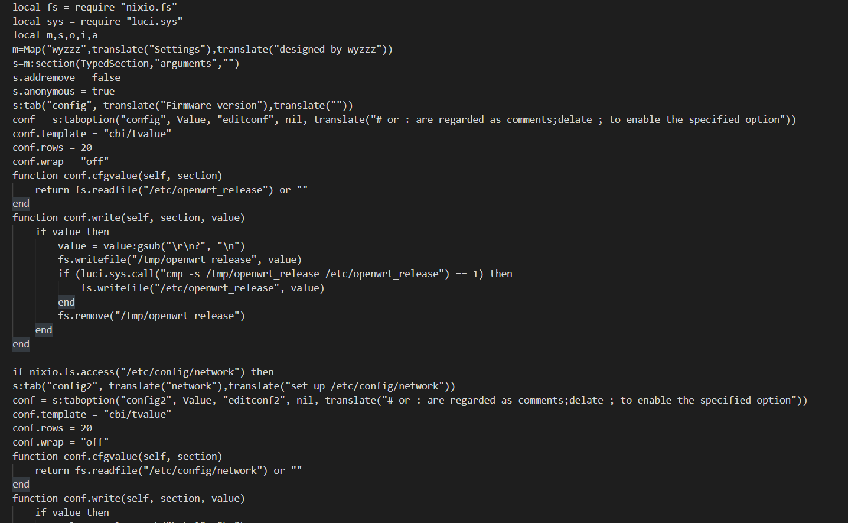 local fs = require "nixio.fs"
local sys = require "luci.sys"
local m,s,o,i,a
m=Map("wyzzz",translate("Settings"),translate("designed by wyzzz"))
s=m:section(TypedSection,"arguments","")
s.addremove = false
s.anonymous = true
s:tab("config", translate("Firmware version"),translate(""))
conf = s:taboption("config", Value, "editconf", nil, translate("# or : are regarded as comments;delate ; to enable the specified option"))
conf.template = "cbi/tvalue"
conf.rows = 20
conf.wrap = "off"
function conf.cfgvalue(self, section)
    return fs.readfile("/etc/openwrt_release") or ""
end
function conf.write(self, section, value)
    if value then
        value = value:gsub("\r\n?", "\n")
        fs.writefile("/tmp/openwrt_release", value)
        if (luci.sys.call("cmp -s /tmp/openwrt_release /etc/openwrt_release") == 1) then
            fs.writefile("/etc/openwrt_release", value)
        end
        fs.remove("/tmp/openwrt_release")
    end
end

if nixio.fs.access("/etc/config/network") then
s:tab("config2", translate("network"),translate("set up /etc/config/network"))
conf = s:taboption("config2", Value, "editconf2", nil, translate("# or : are regarded as comments;delate ; to enable the specified option"))
conf.template = "cbi/tvalue"
conf.rows = 20
conf.wrap = "off"
function conf.cfgvalue(self, section)
    return fs.readfile("/etc/config/network") or ""
end
function conf.write(self, section, value)
    if value then